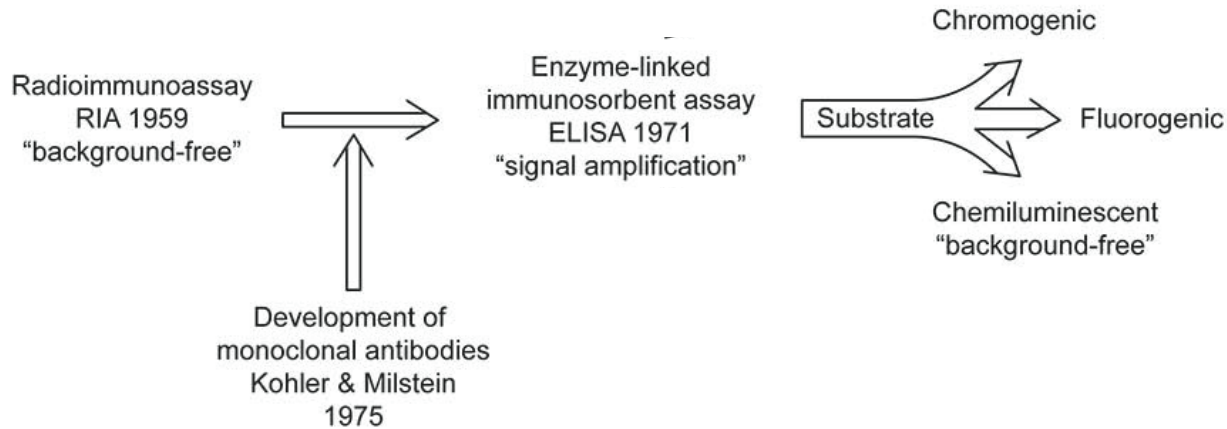 Radioimmunoassay
RIA 1959
“background-free”
Enzyme-linked
immunosorbent assay
ELISA 1971
“signal amplification”
Substrate
Chromogenic
Fluorogenic
Chemiluminescent
“background-free”
Development of
monoclonal antibodies
Kohler & Milstein
1975